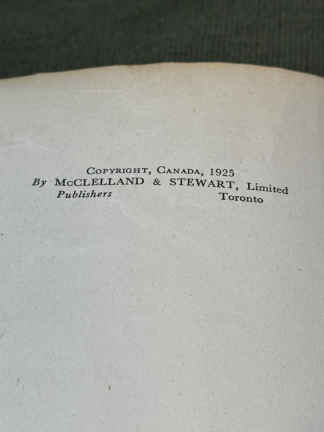 Copyright, Canada, 1925
By McCLELLAND & STEWART, Limited
Publishers Toronto